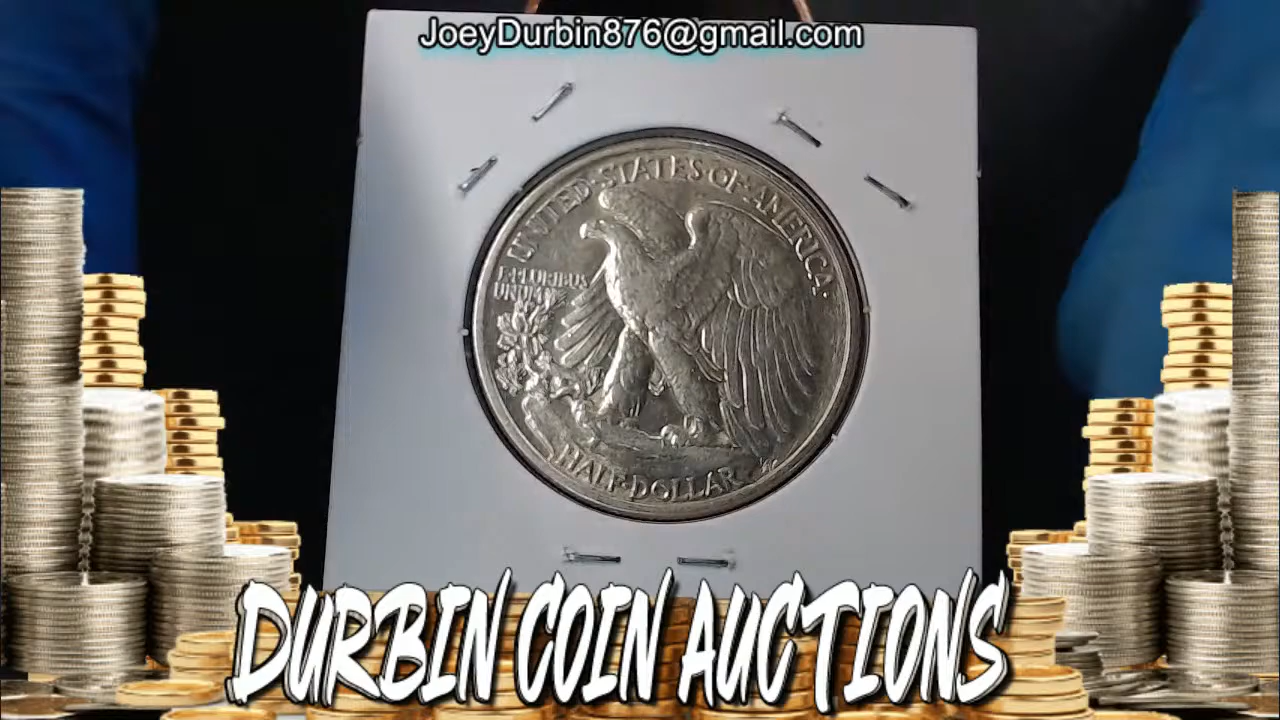 JoeyDurbin876@gmail.com
UNITED·STATES OF·AMERICA·
E·PLURIBUS
UNUM
HALF·DOLLAR
DURBIN COIN AUCTIONS